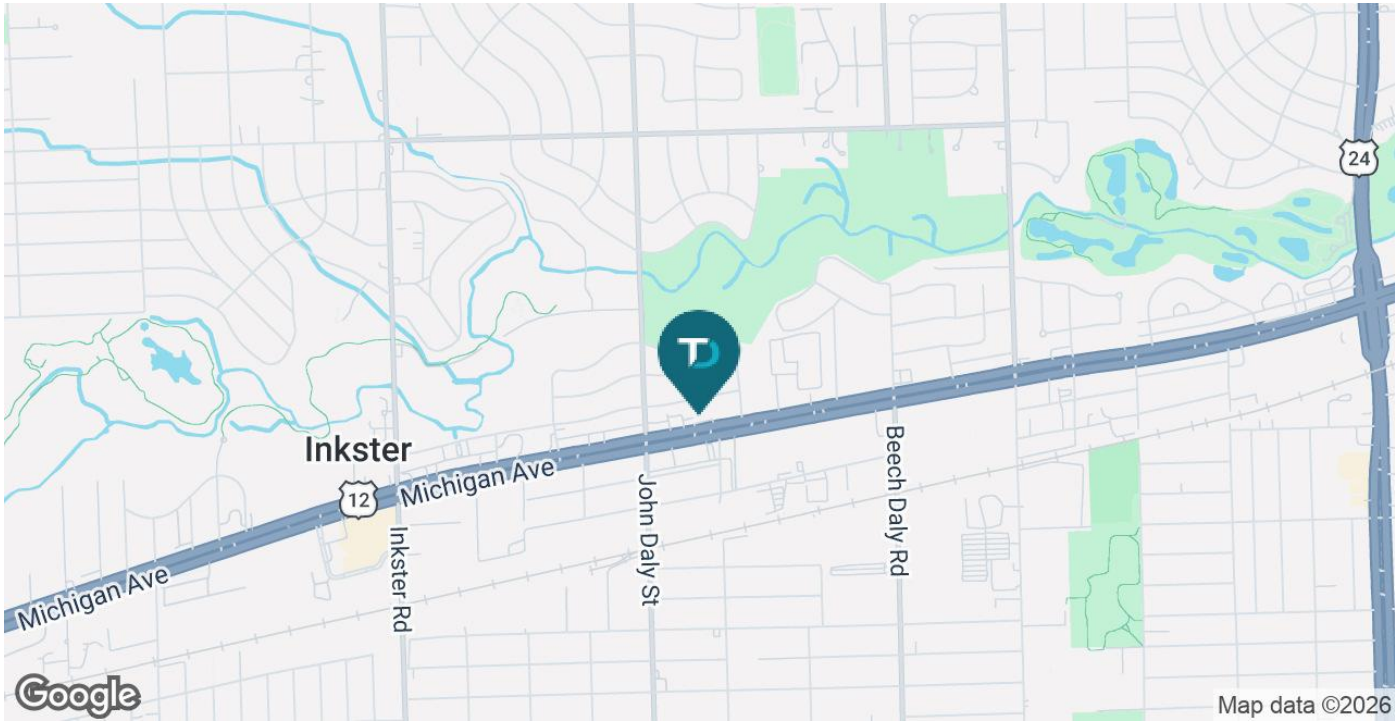 24
TD
Inkster
12
Michigan Ave
Beech Daly Rd
John Daly St
Inkster Rd
Michigan Ave
Google
Map data ©2026